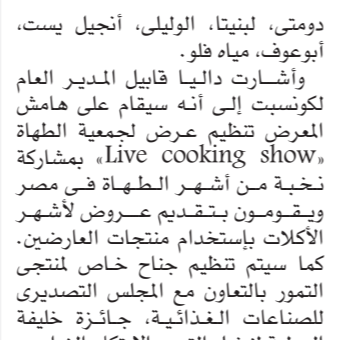 دومتى، لبنيتا، الوليلى، أنجيل يست،
أبوعوف، مياه فلو.
وأشارت داليا قابيل المدير العام
لكونسبت إلى أنه سيقام على هامش
المعرض تنظيم عرض لجمعية الطهاة
«Live cooking show» بمشاركة
نخبة من أشهر الطهاة فى مصر
ويقومون بتقديم عروض لأشهر
الأكلات بإستخدام منتجات العارضين.
كما سيتم تنظيم جناح خاص لمنتجى
التمور بالتعاون مع المجلس التصديرى
للصناعات الغذائية، جائزة خليفة